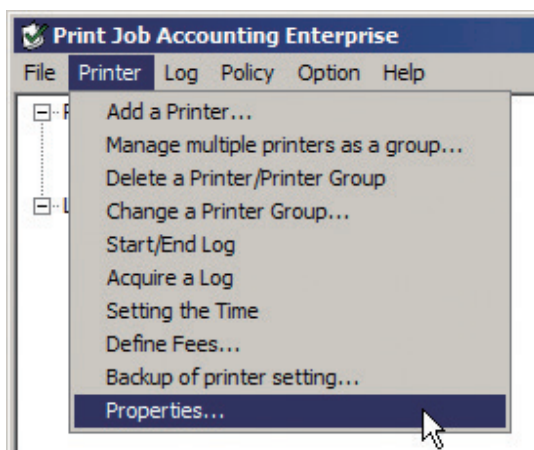 Print Job Accounting Enterprise
File Printer Log Policy Option Help
Add a Printer...
Manage multiple printers as a group...
Delete a Printer/Printer Group
Change a Printer Group...
Start/End Log
Acquire a Log
Setting the Time
Define Fees...
Backup of printer setting...
Properties...